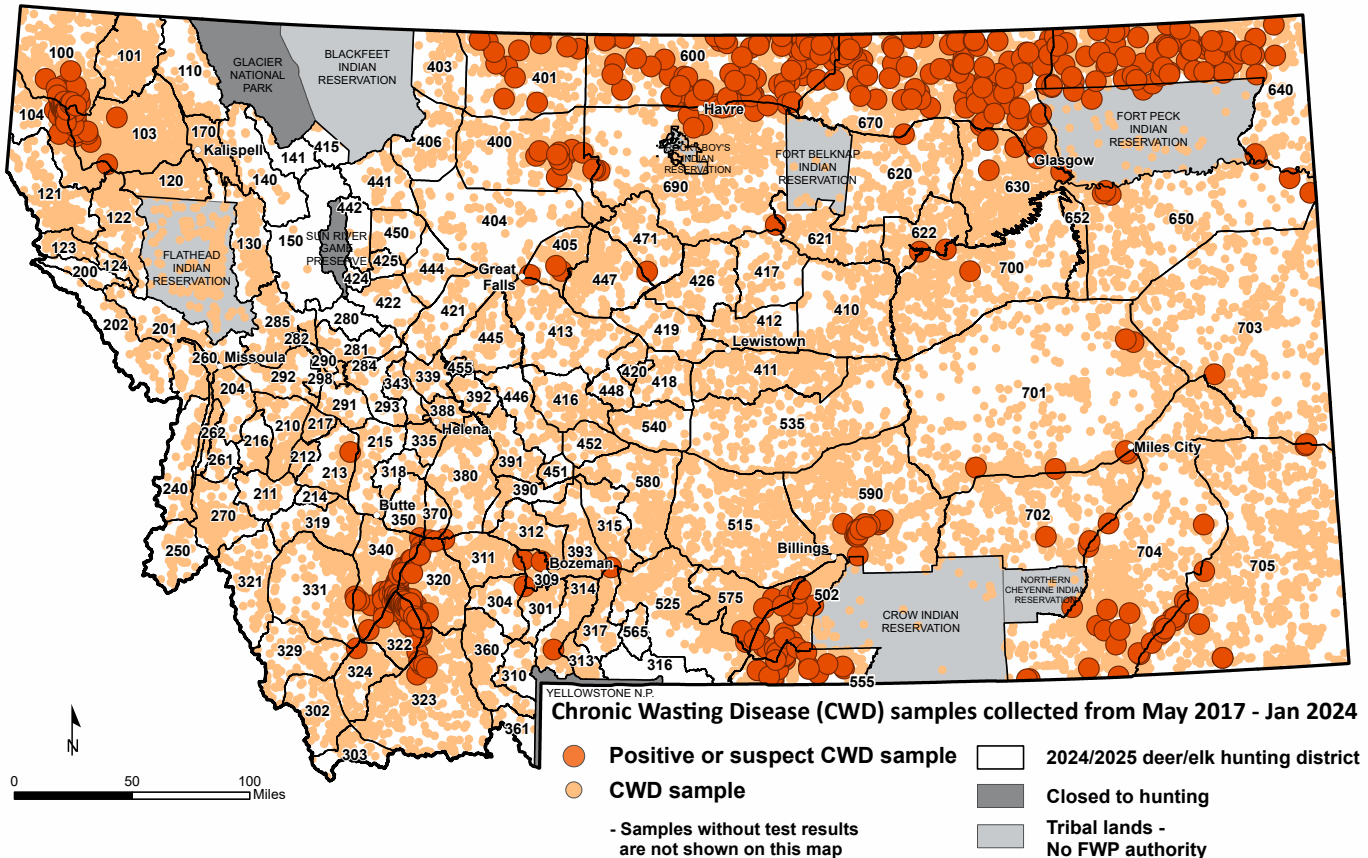 100
101
110
GLACIER
NATIONAL
PARK
BLACKFEET
INDIAN
RESERVATION
403
401
600
640
104
103
170
Kalispell
141
415
406
400
Havre
670
FORT PECK
INDIAN
RESERVATION
121
120
140
441
BOY'S
INDIAN
RESERVATION
690
FORT BELKNAP
INDIAN
RESERVATION
620
Glasgow
630
122
442
404
652
650
123
124
200
FLATHEAD
INDIAN
RESERVATION
130
150
SUN RIVER
GAME
PRESERVE
450
425
424
444
405
471
621
622
Great
Falls
447
426
417
700
202
201
285
280
422
421
445
413
419
412
Lewistown
410
703
260
Missoula
282
281
290
284
298
292
204
343
339
455
392
446
416
420
448
418
411
701
291
293
388
Helena
262
216
210
217
215
335
540
535
261
212
213
318
380
391
452
451
Miles City
240
211
214
Butte
350
370
390
580
590
270
319
312
315
515
702
250
340
311
393
Bozeman
Billings
704
321
331
320
309
314
575
502
NORTHERN
CHEYENNE INDIAN
RESERVATION
705
304
301
525
CROW INDIAN
RESERVATION
329
322
360
317
565
324
313
316
310
555
302
323
361
303
YELLOWSTONE N.P.
Chronic Wasting Disease (CWD) samples collected from May 2017 - Jan 2024
Positive or suspect CWD sample
CWD sample
- Samples without test results
are not shown on this map
2024/2025 deer/elk hunting district
Closed to hunting
Tribal lands -
No FWP authority
N
0 50 100
Miles